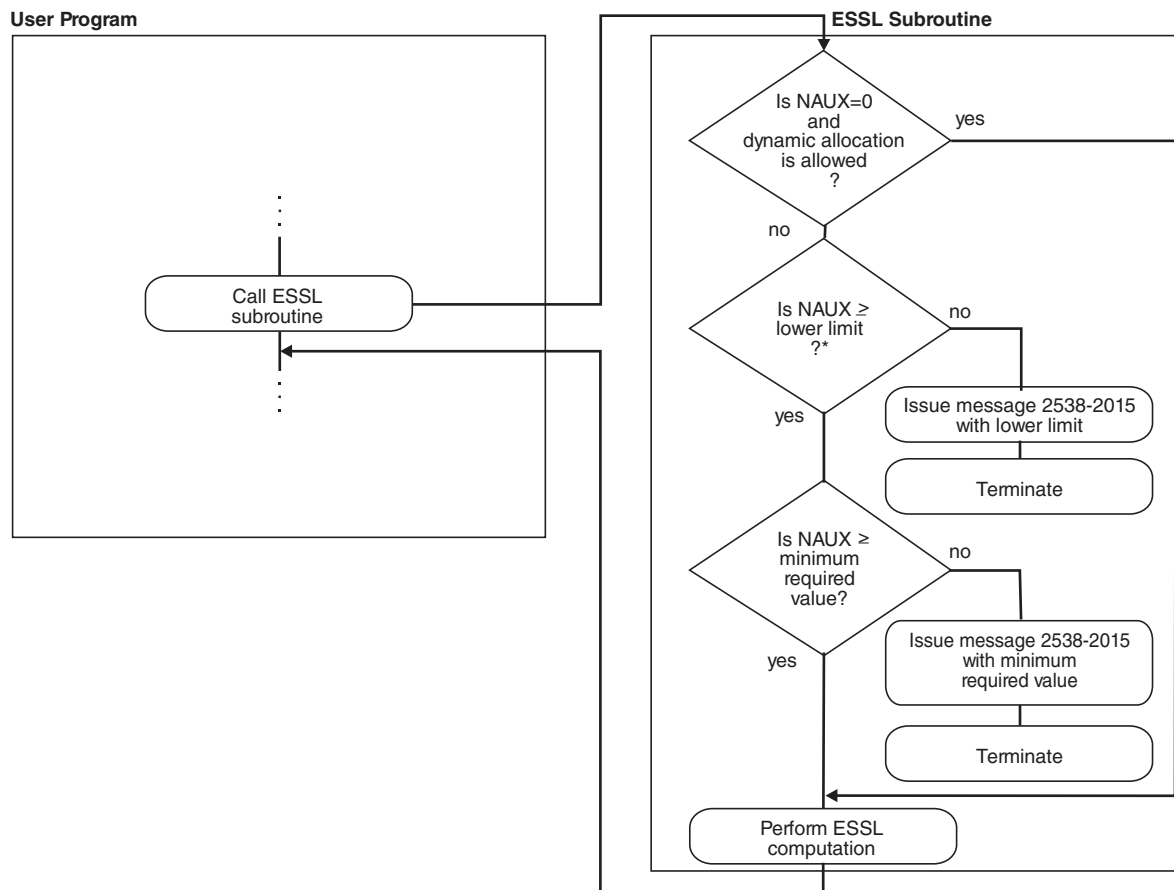 User Program
ESSL Subroutine
Is NAUX=0
and
dynamic allocation
is allowed
?
yes
no
. . .
Call ESSL
subroutine
. . .
Is NAUX ≥
lower limit
?*
no
yes
Issue message 2538-2015
with lower limit
Terminate
Is NAUX ≥
minimum
required
value?
no
yes
Issue message 2538-2015
with minimum
required value
Terminate
Perform ESSL
computation